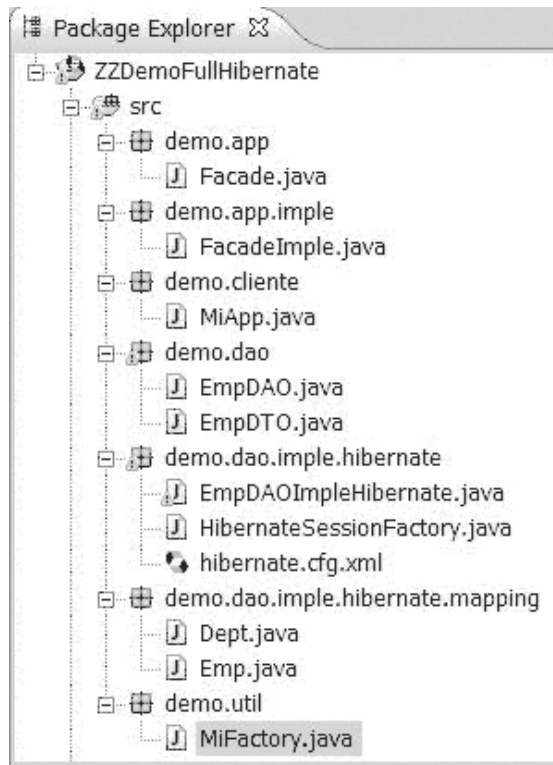 Package Explorer
ZZDemoFullHibernate
src
demo.app
Facade.java
demo.app.imple
FacadeImple.java
demo.cliente
MiApp.java
demo.dao
EmpDAO.java
EmpDTO.java
demo.dao.imple.hibernate
EmpDAOImpleHibernate.java
HibernateSessionFactory.java
hibernate.cfg.xml
demo.dao.imple.hibernate.mapping
Dept.java
Emp.java
demo.util
MiFactory.java